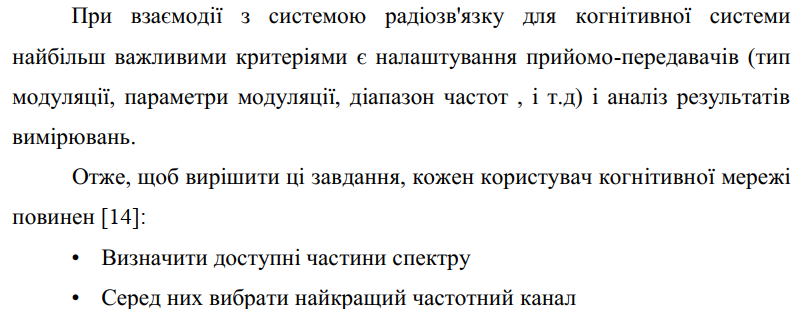 При взаємодії з системою радіозв'язку для когнітивної системи
найбільш важливими критеріями є налаштування прийомо-передавачів (тип
модуляції, параметри модуляції, діапазон частот , і т.д) і аналіз результатів
вимірювань.
Отже, щоб вирішити ці завдання, кожен користувач когнітивної мережі
повинен [14]:
• Визначити доступні частини спектру
• Серед них вибрати найкращий частотний канал